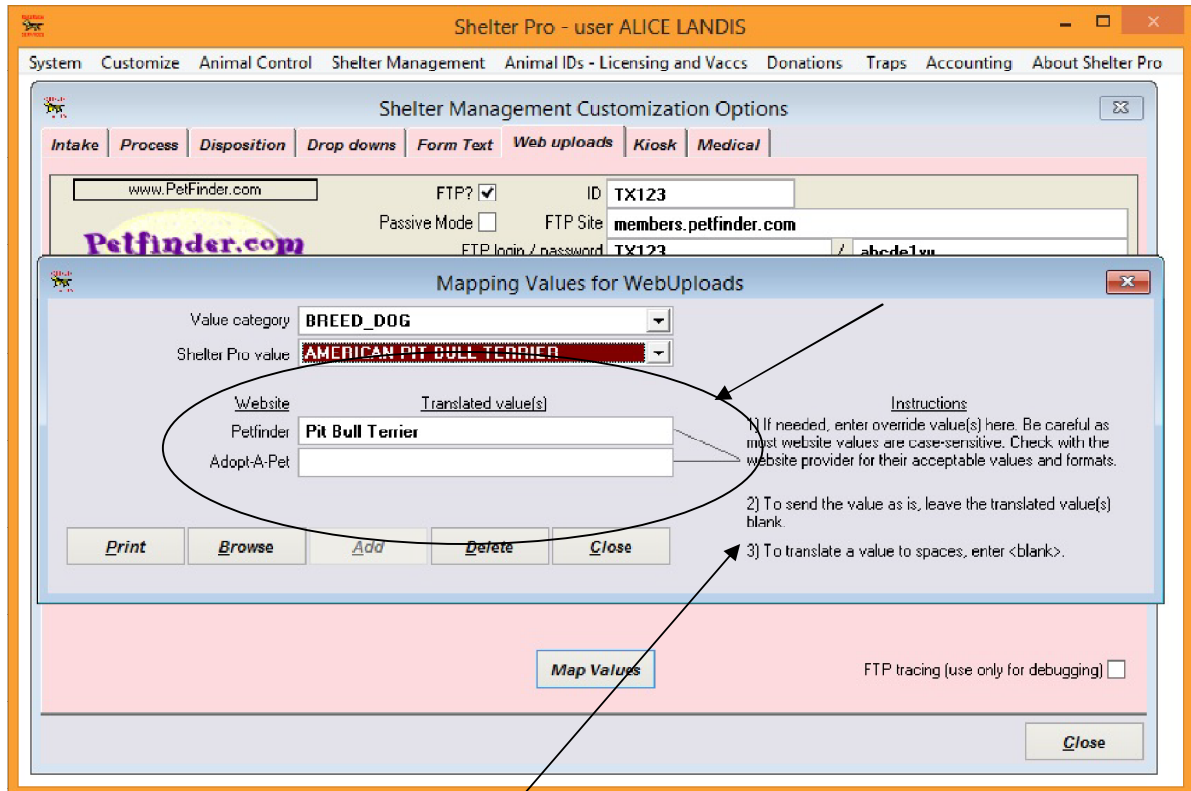 Shelter Pro - user ALICE LANDIS
System Customize Animal Control Shelter Management Animal IDs - Licensing and Vaccs Donations Traps Accounting About Shelter Pro
Shelter Management Customization Options
Intake Process Disposition Drop downs Form Text Web uploads Kiosk Medical
www.PetFinder.com FTP? ID TX123
Passive Mode FTP Site members.petfinder.com
Petfinder.com
FTP login / password TX123 /
Mapping Values for WebUploads
Value category BREED_DOG
Shelter Pro value AMERICAN PIT BULL TERRIER
Website Translated value(s) Instructions
Petfinder Pit Bull Terrier
Adopt-A-Pet
1) If needed, enter override value(s) here. Be careful as
most website values are case-sensitive. Check with the
website provider for their acceptable values and formats.
2) To send the value as is, leave the translated value(s)
blank.
3) To translate a value to spaces, enter <blank>.
Print Browse Add Delete Close
Map Values FTP tracing (use only for debugging)
Close